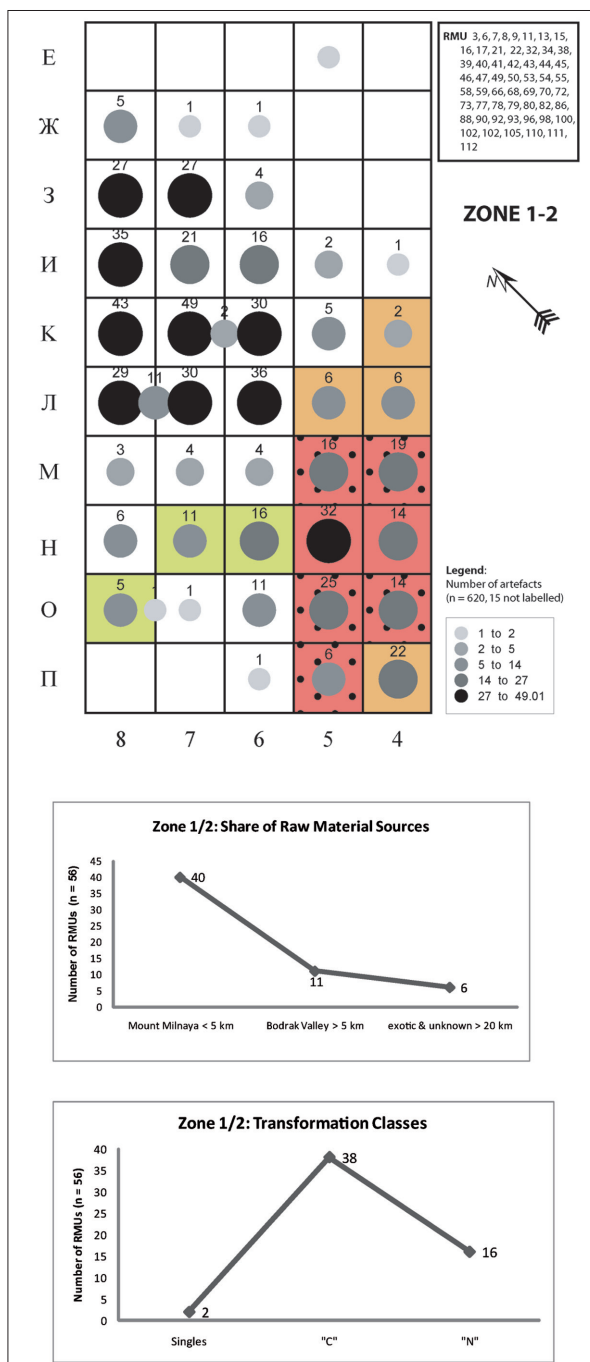 RMU 3, 6, 7, 8, 9, 11, 13, 15,
16, 17, 21, 22, 32, 34, 38,
39, 40, 41, 42, 43, 44, 45,
46, 47, 49, 50, 53, 54, 55,
58, 59, 66, 68, 69, 70, 72,
73, 77, 78, 79, 80, 82, 86,
88, 90, 92, 93, 96, 98, 100,
102, 102, 105, 110, 111,
112
ZONE 1-2
N
Е
Ж 5 1 1
З 27 27 4
И 35 21 16 2 1
К 43 49 2 30 5 2
Л 29 11 30 36 6 6
М 3 4 4 16 19
Н 6 11 16 32 14
О 5 1 1 11 25 14
П 1 6 22
8 7 6 5 4
Legend:
Number of artefacts
(n = 620, 15 not labelled)
1 to 2
2 to 5
5 to 14
14 to 27
27 to 49.01
Zone 1/2: Share of Raw Material Sources
Number of RMUs (n = 56)
45
40
35
30
25
20
15
10
5
0
40
11
6
Mount Milnaya < 5 km Bodrak Valley > 5 km exotic & unknown > 20 km
Zone 1/2: Transformation Classes
Number of RMUs (n = 56)
40
35
30
25
20
15
10
5
0
2
38
16
Singles "C" "N"